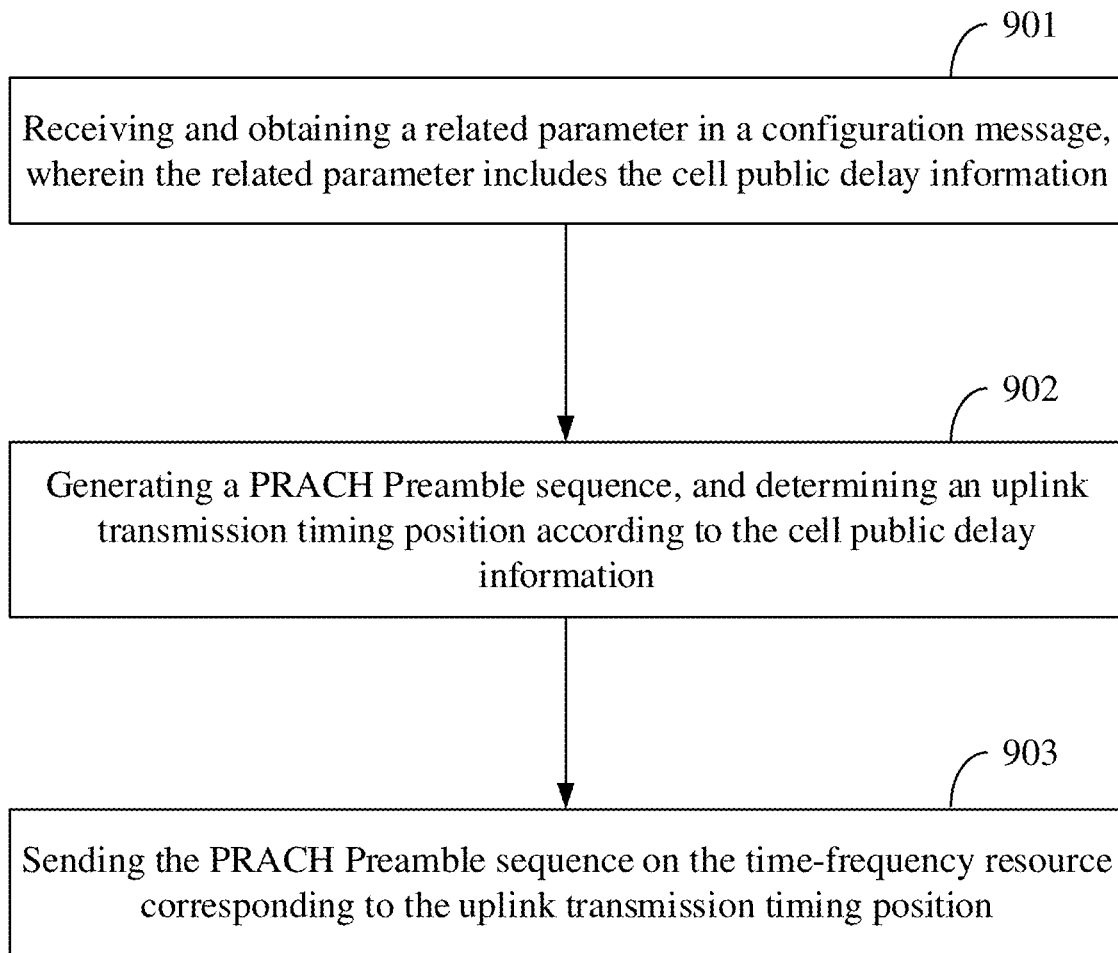 901
Receiving and obtaining a related parameter in a configuration message,
wherein the related parameter includes the cell public delay information
902
Generating a PRACH Preamble sequence, and determining an uplink
transmission timing position according to the cell public delay
information
903
Sending the PRACH Preamble sequence on the time-frequency resource
corresponding to the uplink transmission timing position